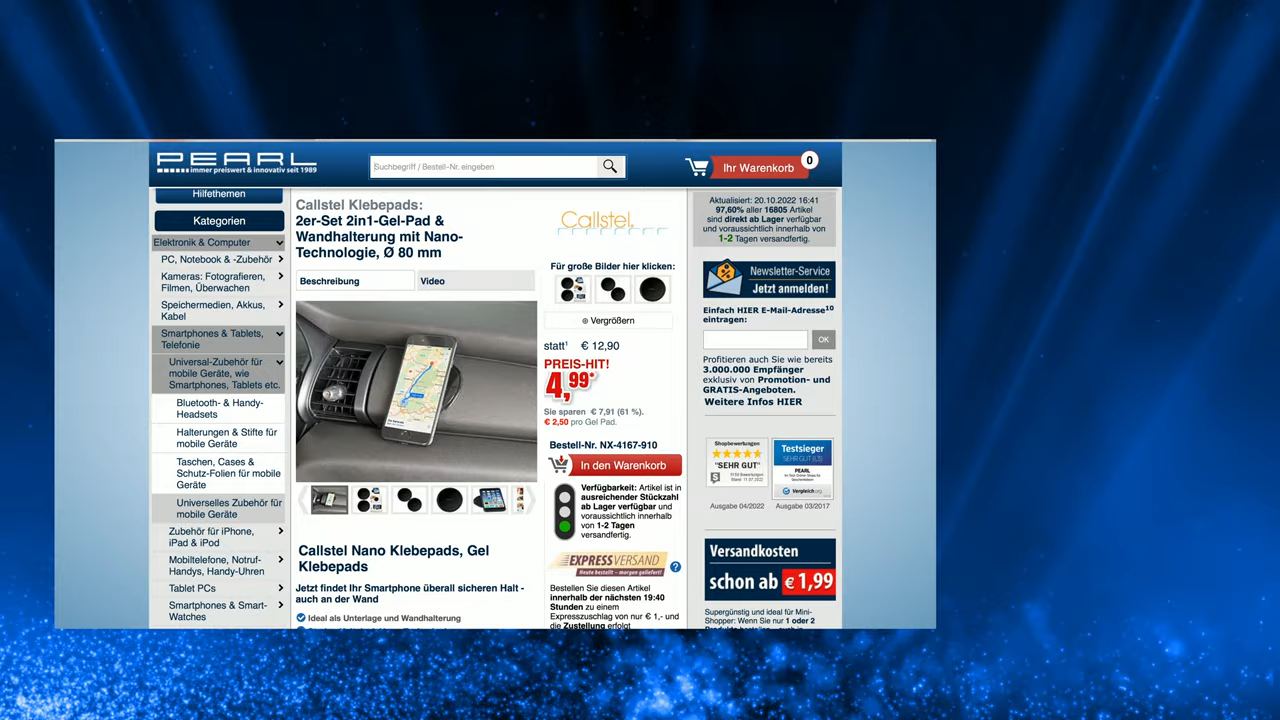 PEARL
immer preiswert & innovativ seit 1989
Suchbegriff / Bestell-Nr. eingeben
Ihr Warenkorb
0
Hilfethemen
Kategorien
Elektronik & Computer
PC, Notebook & -Zubehör
Kameras: Fotografieren,
Filmen, Überwachen
Speichermedien, Akkus,
Kabel
Smartphones & Tablets,
Telefonie
Universal-Zubehör für
mobile Geräte, wie
Smartphones, Tablets etc.
Bluetooth- & Handy-
Headsets
Halterungen & Stifte für
mobile Geräte
Taschen, Cases &
Schutz-Folien für mobile
Geräte
Universelles Zubehör für
mobile Geräte
Zubehör für iPhone,
iPad & iPod
Mobiltelefone, Notruf-
Handys, Handy-Uhren
Tablet PCs
Smartphones & Smart-
Watches
Callstel Klebepads:
2er-Set 2in1-Gel-Pad &
Wandhalterung mit Nano-
Technologie, Ø 80 mm
Beschreibung
Video
Callstel Nano Klebepads, Gel
Klebepads
Jetzt findet Ihr Smartphone überall sicheren Halt -
auch an der Wand
Ideal als Unterlage und Wandhalterung
Callstel
Für große Bilder hier klicken:
⊕ Vergrößern
statt¹ € 12,90
PREIS-HIT!
4,99*
Sie sparen € 7,91 (61 %).
€ 2,50 pro Gel Pad.
Bestell-Nr. NX-4167-910
In den Warenkorb
Verfügbarkeit: Artikel ist in
ausreichender Stückzahl
ab Lager verfügbar und
voraussichtlich innerhalb
von 1-2 Tagen
versandfertig.
EXPRESSVERSAND
Heute bestellt – morgen geliefert!
?
Bestellen Sie diesen Artikel
innerhalb der nächsten 19:40
Stunden zu einem
Expresszuschlag von nur € 1,- und
die Zustellung erfolgt
Aktualisiert: 20.10.2022 16:41
97,60% aller 16805 Artikel
sind direkt ab Lager verfügbar
und voraussichtlich innerhalb von
1-2 Tagen versandfertig.
%
Newsletter-Service
Jetzt anmelden!
Einfach HIER E-Mail-Adresse¹⁰
eintragen:
OK
Profitieren auch Sie wie bereits
3.000.000 Empfänger
exklusiv von Promotion- und
GRATIS-Angeboten.
Weitere Infos HIER
Shopbewertungen
"SEHR GUT"
Testsieger
SEHR GUT (1,3)
PEARL
Vergleich.org
Ausgabe 04/2022
Ausgabe 03/2017
Versandkosten
schon ab € 1,99
Supergünstig und ideal für Mini-
Shopper: Wenn Sie nur 1 oder 2